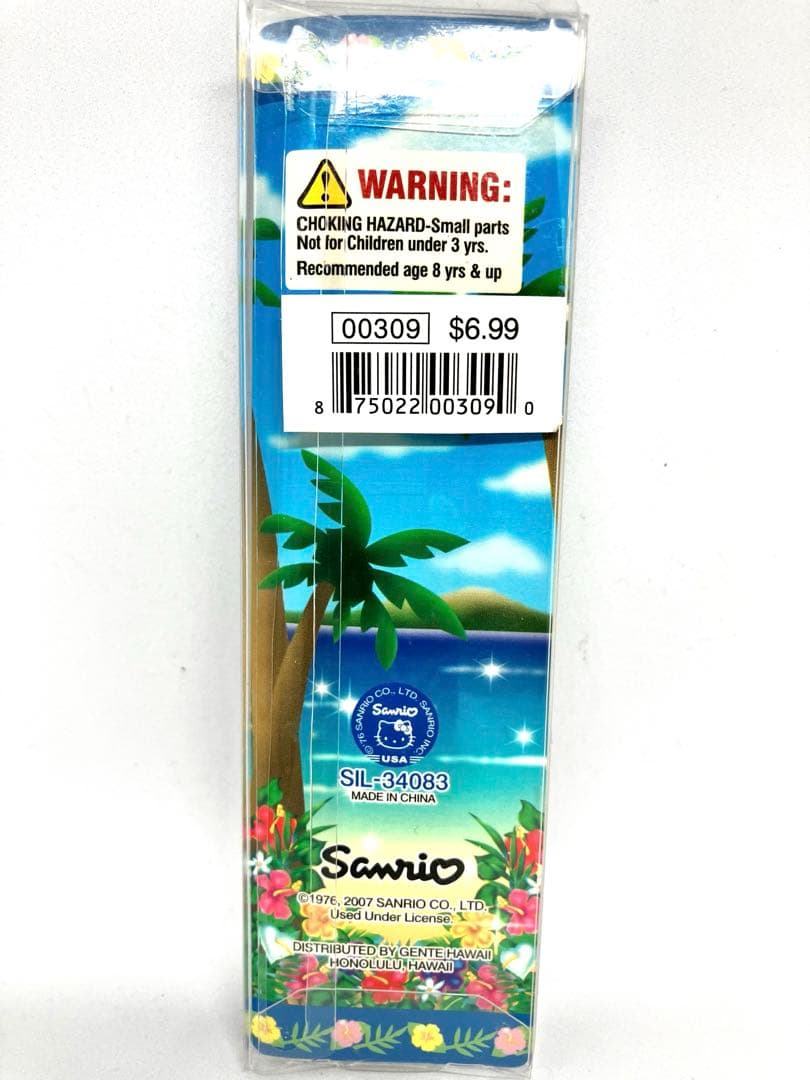 WARNING:
CHOKING HAZARD-Small parts
Not for Children under 3 yrs.
Recommended age 8 yrs & up
00309 $6.99
8 75022 00309 0
© '76 SANRIO CO., LTD. SANRIO INC.
Sanrio
USA
SIL-34083
MADE IN CHINA
Sanrio
©1976, 2007 SANRIO CO., LTD.
Used Under License.
DISTRIBUTED BY GENTE HAWAII
HONOLULU, HAWAII